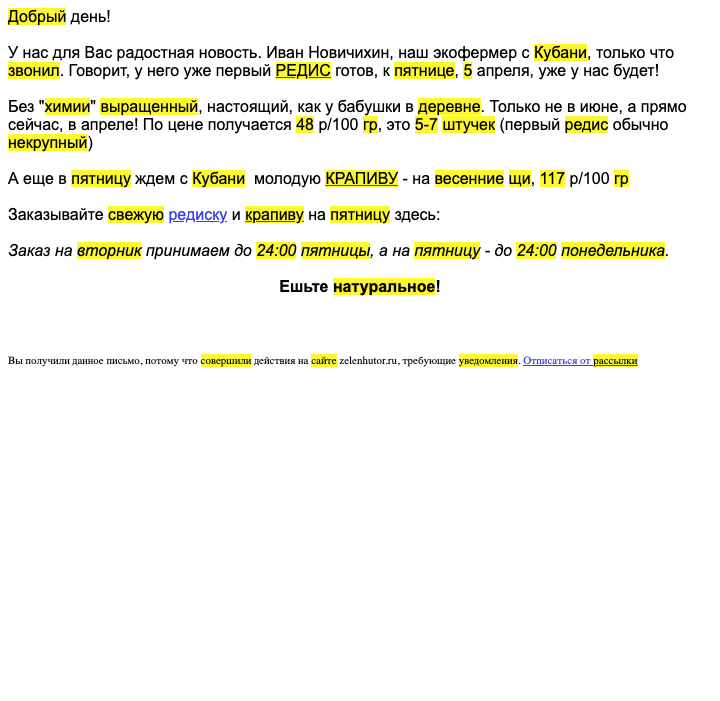 Добрый день!
У нас для Вас радостная новость. Иван Новичихин, наш экофермер с Кубани, только что
звонил. Говорит, у него уже первый РЕДИС готов, к пятнице, 5 апреля, уже у нас будет!
Без "химии" выращенный, настоящий, как у бабушки в деревне. Только не в июне, а прямо
сейчас, в апреле! По цене получается 48 р/100 гр, это 5-7 штучек (первый редис обычно
некрупный)
А еще в пятницу ждем с Кубани  молодую КРАПИВУ - на весенние щи, 117 р/100 гр
Заказывайте свежую редиску и крапиву на пятницу здесь:
Заказ на вторник принимаем до 24:00 пятницы, а на пятницу - до 24:00 понедельника.
Ешьте натуральное!
Вы получили данное письмо, потому что совершили действия на сайте zelenhutor.ru, требующие уведомления. Отписаться от рассылки